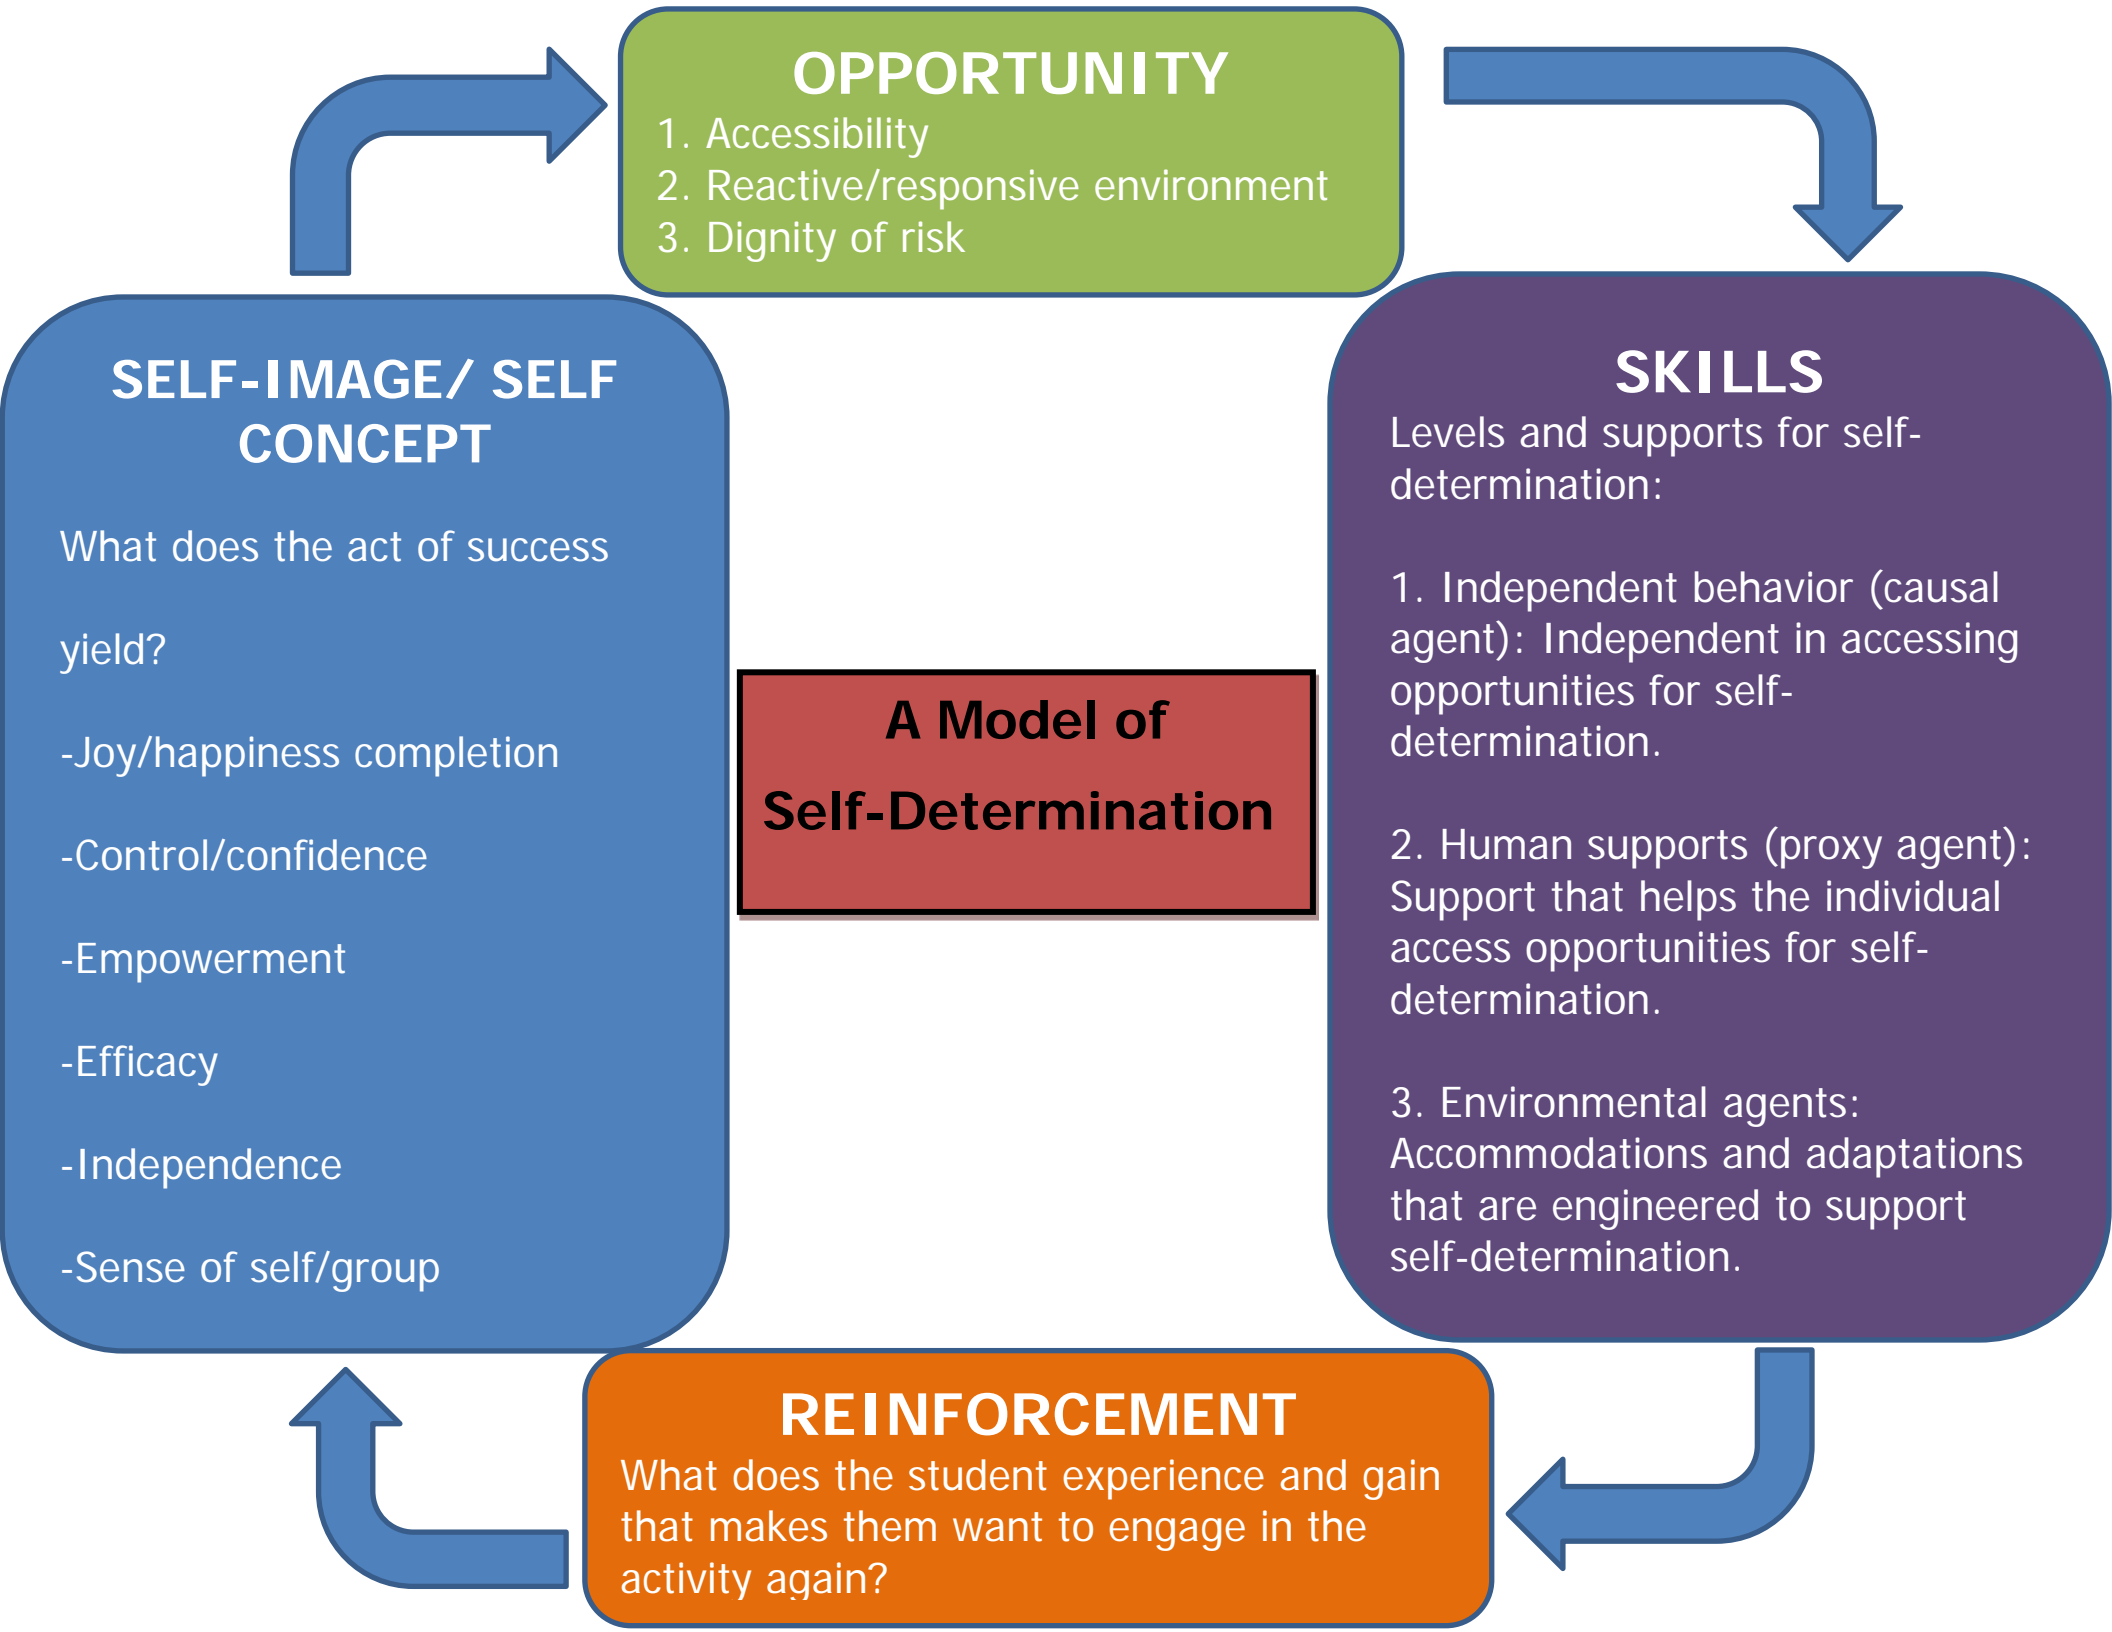 OPPORTUNITY
1. Accessibility
2. Reactive/responsive environment
3. Dignity of risk
SELF-IMAGE/ SELF
CONCEPT
What does the act of success
yield?
-Joy/happiness completion
-Control/confidence
-Empowerment
-Efficacy
-Independence
-Sense of self/group
A Model of
Self-Determination
SKILLS
Levels and supports for self-
determination:
1. Independent behavior (causal
agent): Independent in accessing
opportunities for self-
determination.
2. Human supports (proxy agent):
Support that helps the individual
access opportunities for self-
determination.
3. Environmental agents:
Accommodations and adaptations
that are engineered to support
self-determination.
REINFORCEMENT
What does the student experience and gain
that makes them want to engage in the
activity again?